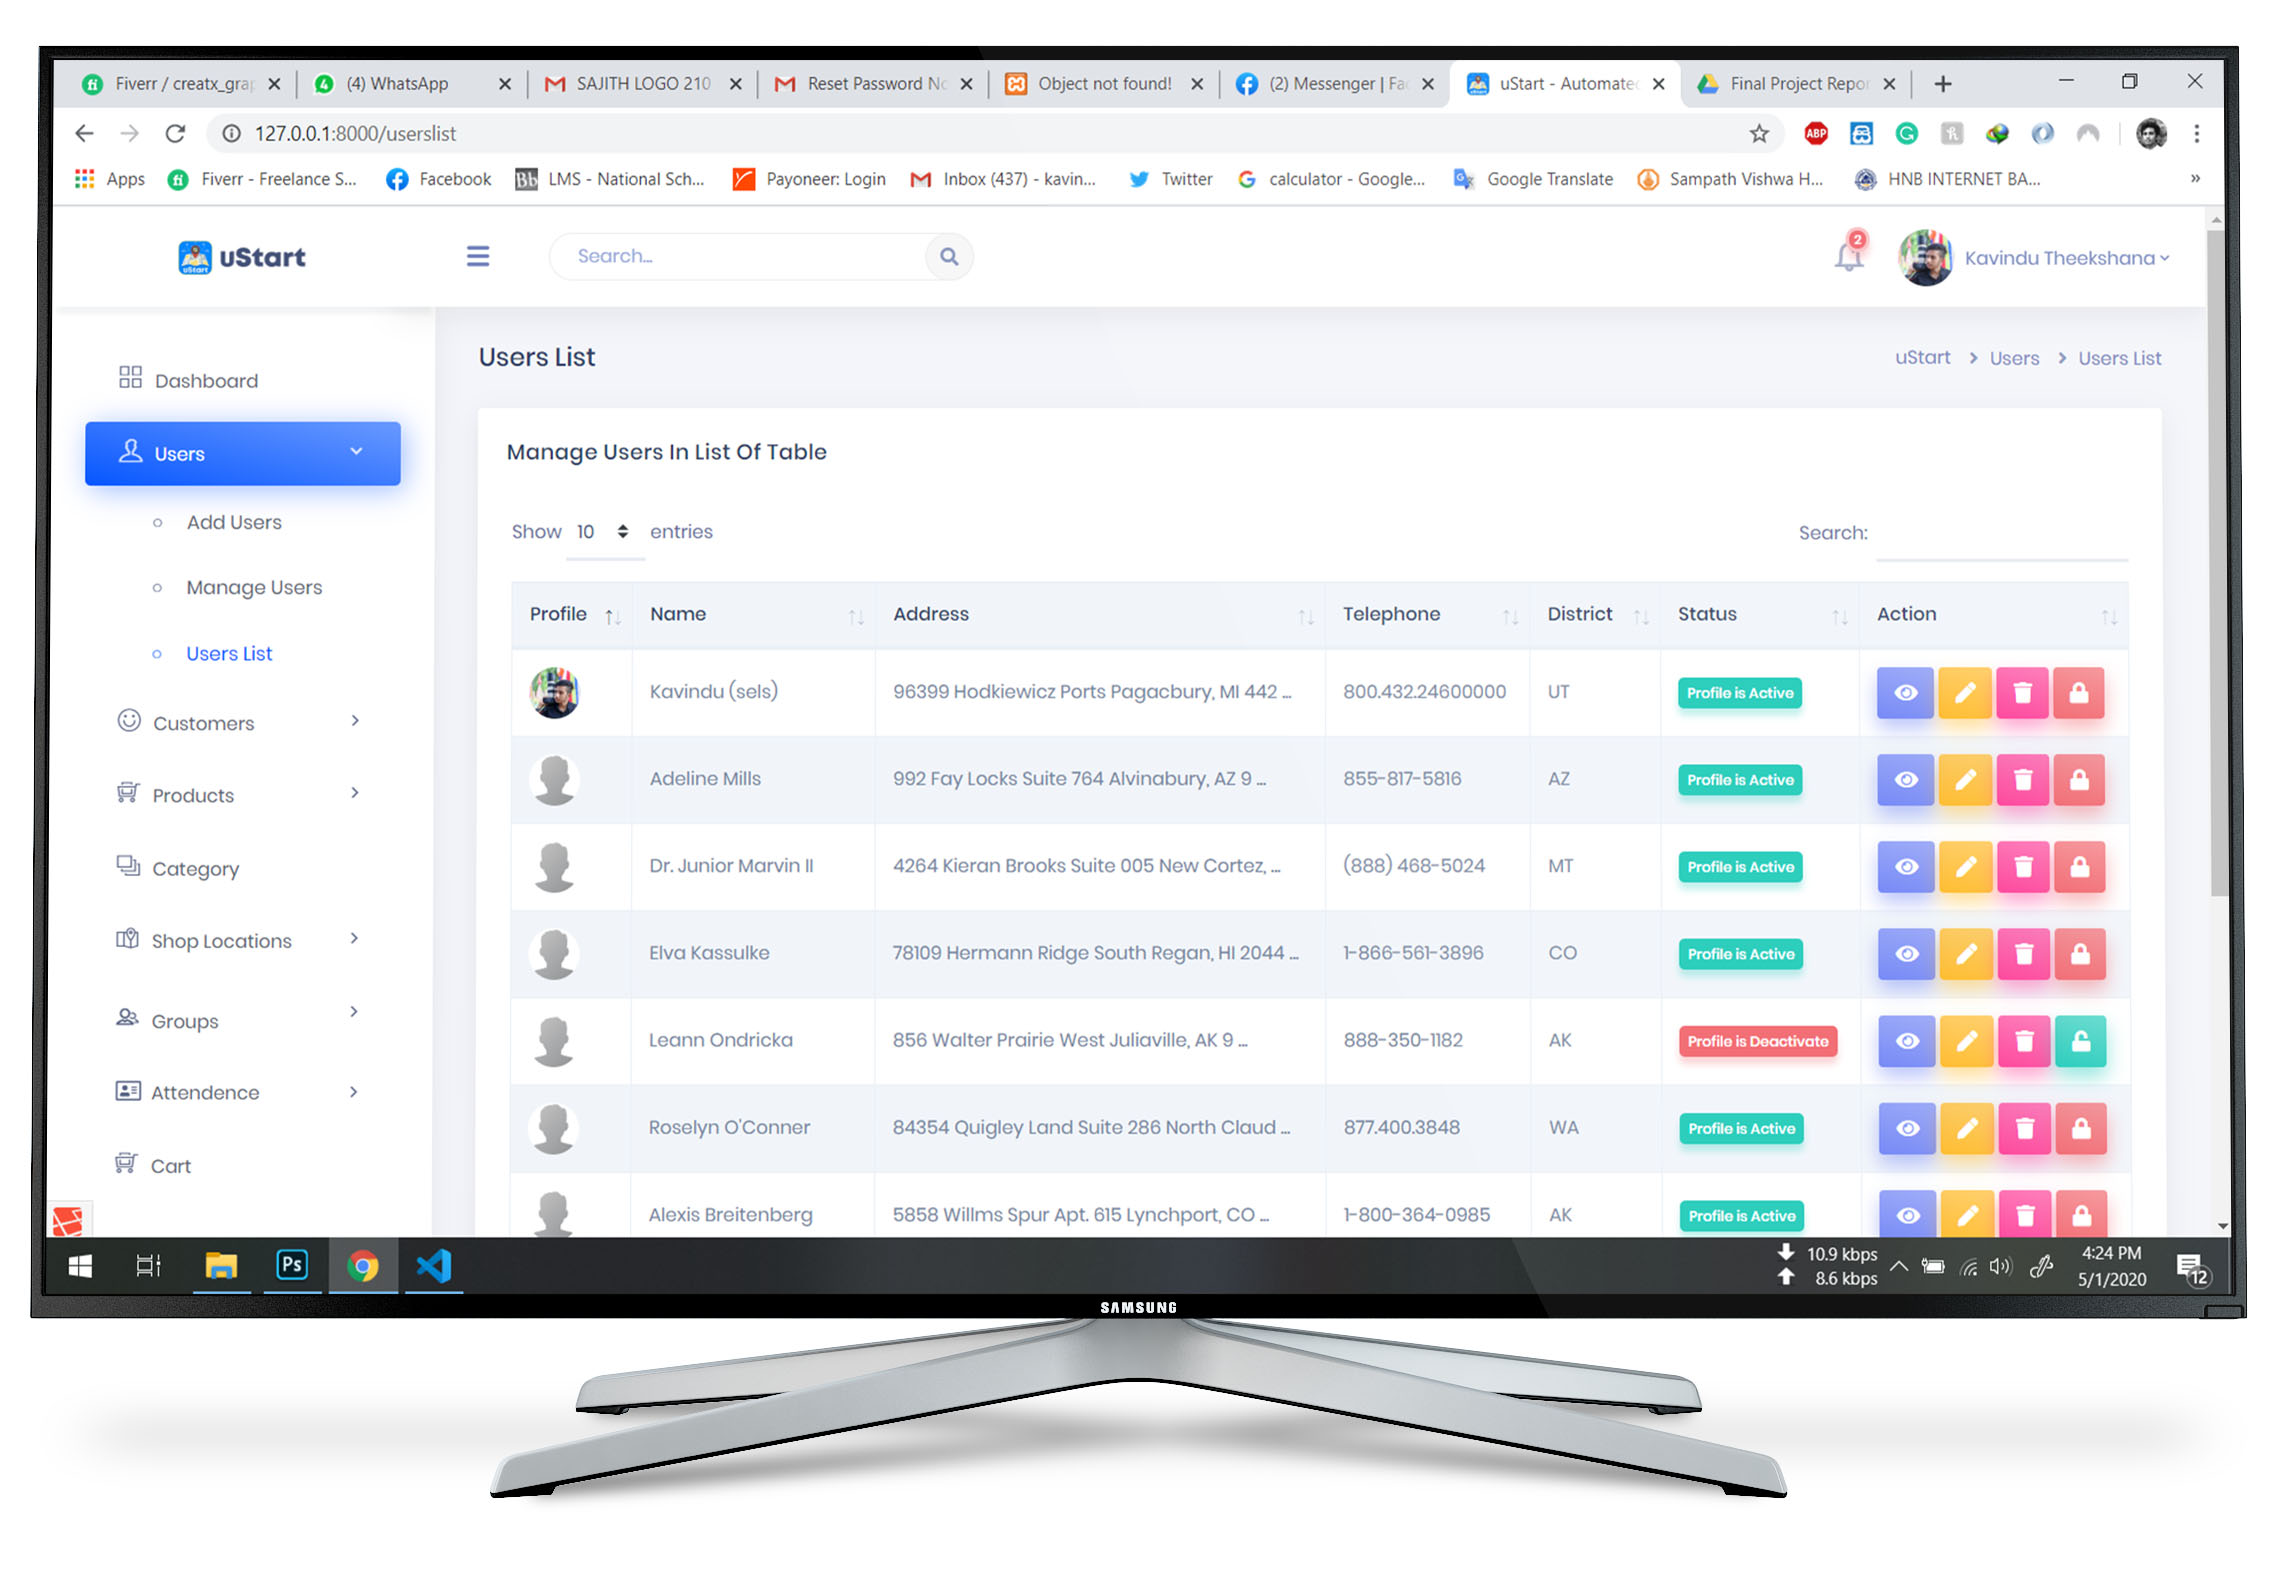 Fiverr / creatx_grap
(4) WhatsApp
SAJITH LOGO 210
Reset Password No
Object not found!
(2) Messenger | Fac
uStart - Automated
Final Project Repor
127.0.0.1:8000/userslist
ABP
Apps
Fiverr - Freelance S...
Facebook
Bb
LMS - National Sch...
Payoneer: Login
Inbox (437) - kavin...
Twitter
calculator - Google...
Google Translate
Sampath Vishwa H...
HNB INTERNET BA...
»
uStart
uStart
Search...
2
Kavindu Theekshana
Dashboard
Users
Add Users
Manage Users
Users List
Customers
Products
Category
Shop Locations
Groups
Attendence
Cart
Users List
uStart > Users > Users List
Manage Users In List Of Table
Show 10 entries
Search:
Profile Name Address Telephone District Status Action
Kavindu (sels) 96399 Hodkiewicz Ports Pagacbury, MI 442 ... 800.432.24600000 UT Profile is Active
Adeline Mills 992 Fay Locks Suite 764 Alvinabury, AZ 9 ... 855-817-5816 AZ Profile is Active
Dr. Junior Marvin II 4264 Kieran Brooks Suite 005 New Cortez, ... (888) 468-5024 MT Profile is Active
Elva Kassulke 78109 Hermann Ridge South Regan, HI 2044 ... 1-866-561-3896 CO Profile is Active
Leann Ondricka 856 Walter Prairie West Juliaville, AK 9 ... 888-350-1182 AK Profile is Deactivate
Roselyn O'Conner 84354 Quigley Land Suite 286 North Claud ... 877.400.3848 WA Profile is Active
Alexis Breitenberg 5858 Willms Spur Apt. 615 Lynchport, CO ... 1-800-364-0985 AK Profile is Active
Ps
10.9 kbps
8.6 kbps
4:24 PM
5/1/2020
12
SAMSUNG